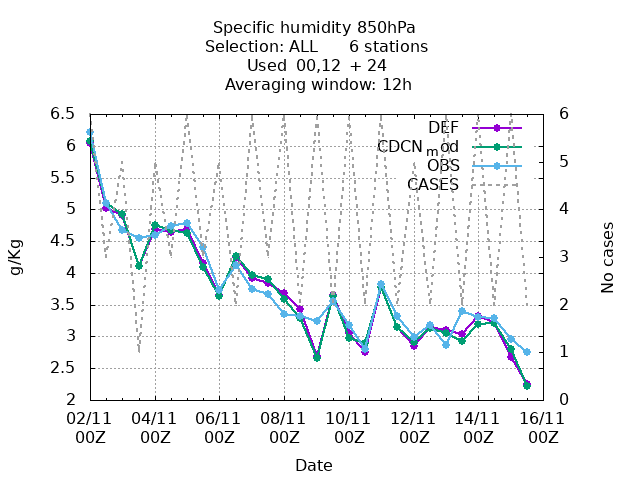 Specific humidity 850hPa
Selection: ALL 6 stations
Used 00,12 + 24
Averaging window: 12h
6.5
6
5.5
5
4.5
4
3.5
3
2.5
2
g/Kg
6
5
4
3
2
1
0
No cases
DEF
CDCN mod
OBS
CASES
02/11 04/11 06/11 08/11 10/11 12/11 14/11 16/11
00Z 00Z 00Z 00Z 00Z 00Z 00Z 00Z
Date